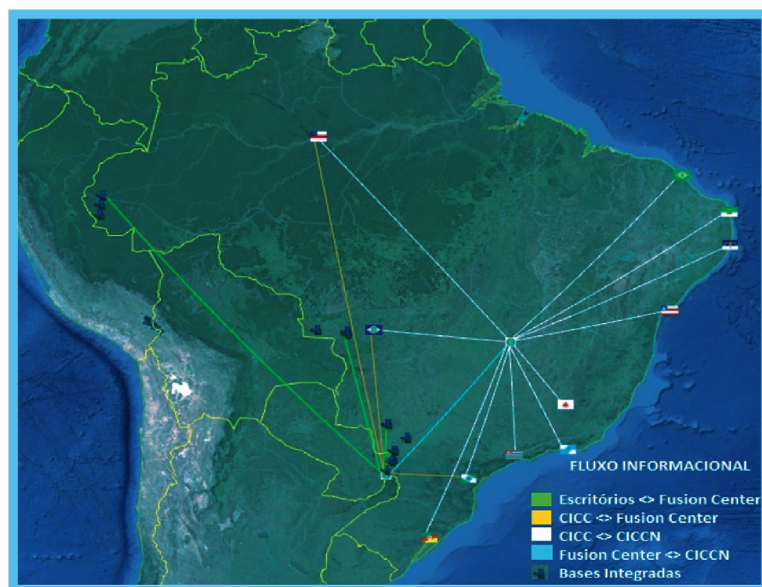 FLUXO INFORMACIONAL
Escritórios <> Fusion Center
CICC <> Fusion Center
CICC <> CICCN
Fusion Center <> CICCN
Bases Integradas